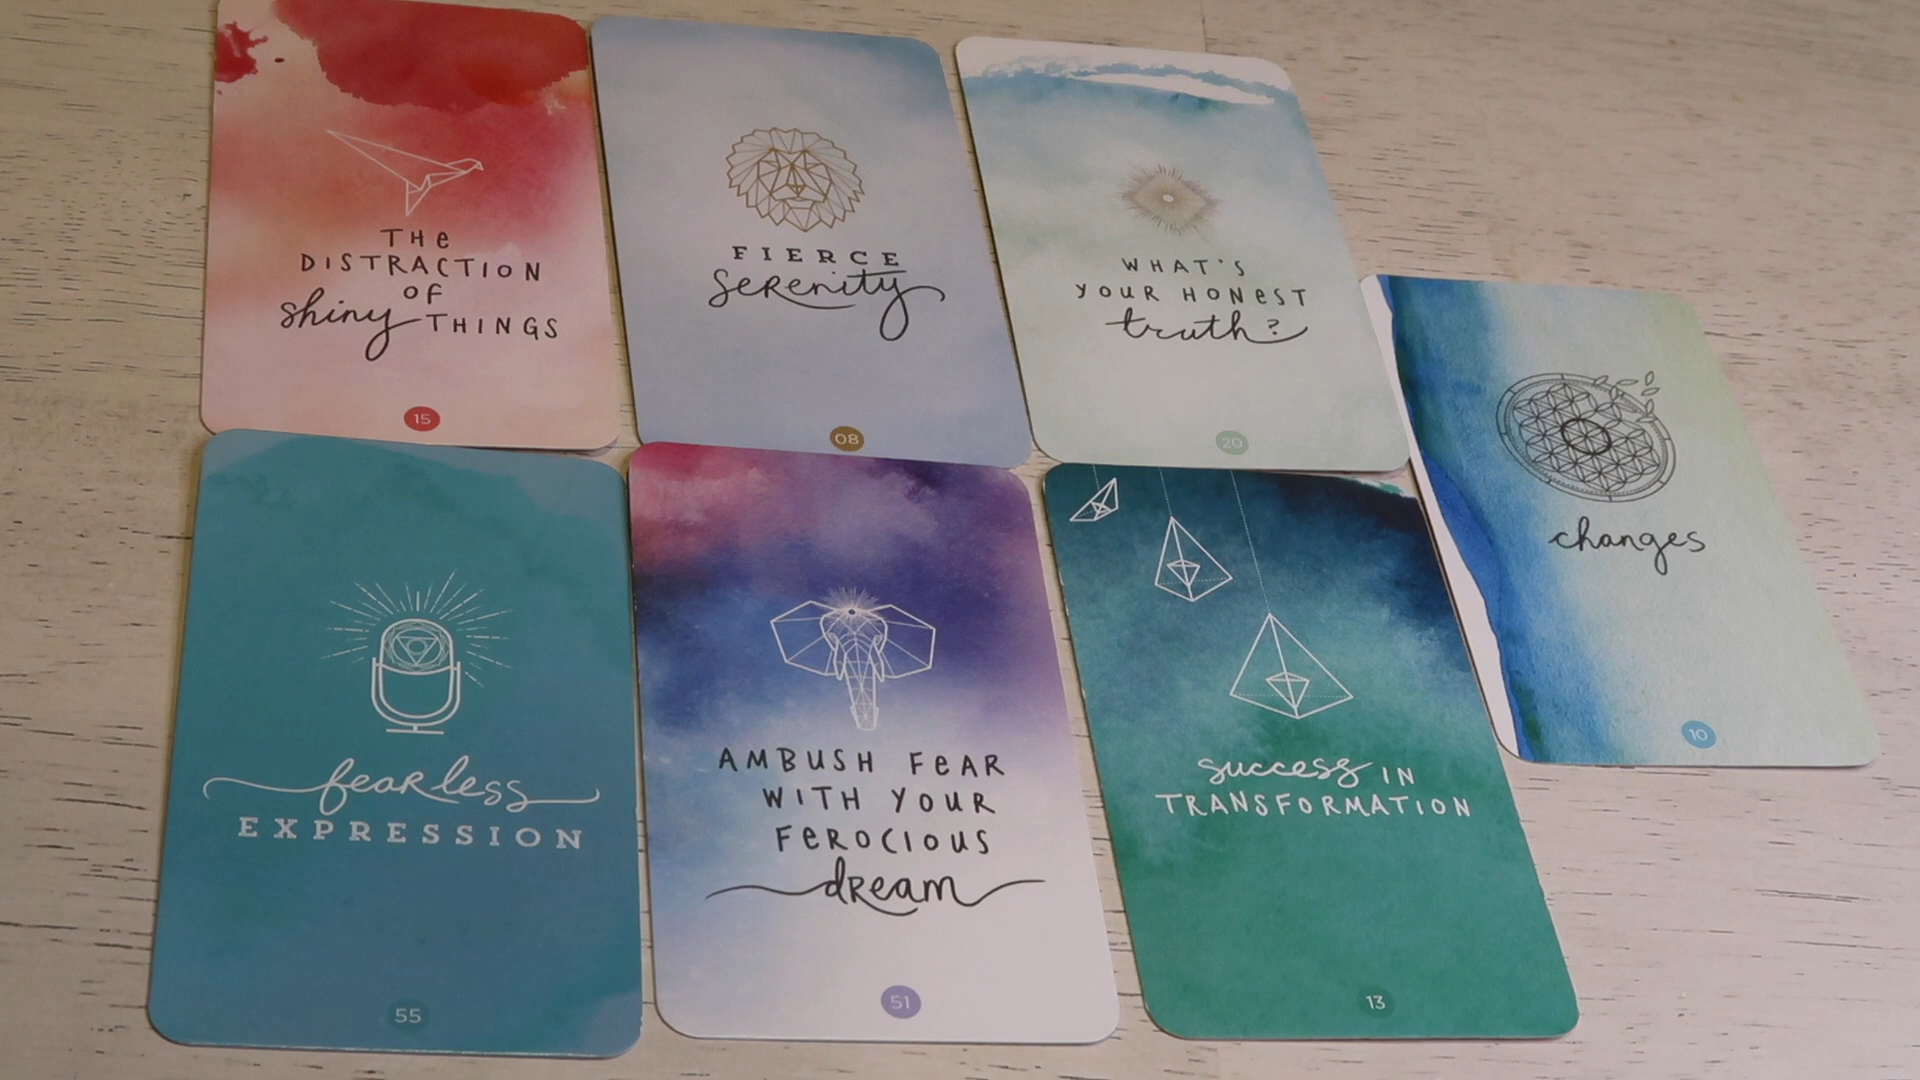 THE
DISTRACTION
OF
shiny THINGS
15
FIERCE
serenity
08
WHAT'S
YOUR HONEST
truth?
20
changes
10
fearless
EXPRESSION
55
AMBUSH FEAR
WITH YOUR
FEROCIOUS
dream
51
success IN
TRANSFORMATION
13